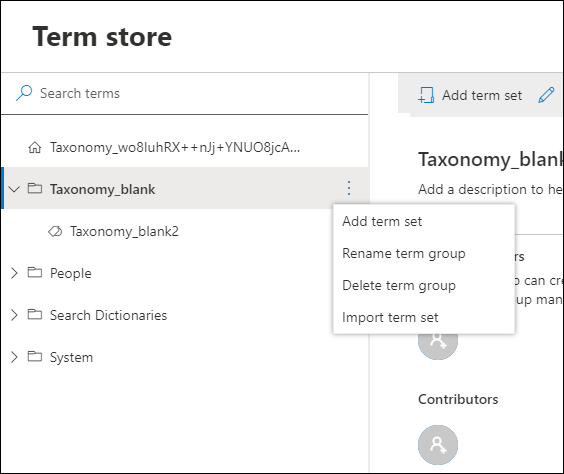 Term store
Search terms
Add term set
Taxonomy_wo8luhRX++nJj+YNUO8jcA...
Taxonomy_blank
Taxonomy_blank
Add a description to he
Taxonomy_blank2
Add term set
Rename term group
Delete term group
Import term set
rs
o can cre
up man
People
Search Dictionaries
System
Contributors